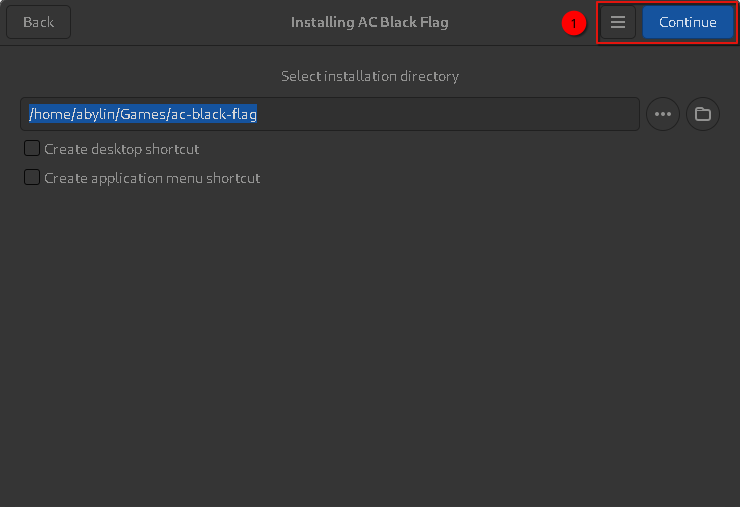 Back
Installing AC Black Flag
1
Continue
Select installation directory
/home/abylin/Games/ac-black-flag
Create desktop shortcut
Create application menu shortcut